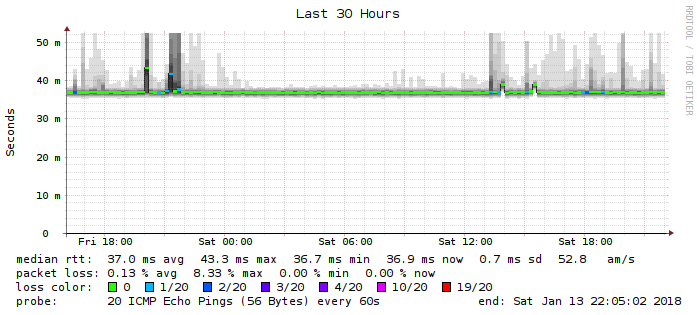 Last 30 Hours
RRDTOOL / TOBI OETIKER
Seconds
50 m
40 m
30 m
20 m
10 m
0
Fri 18:00 Sat 00:00 Sat 06:00 Sat 12:00 Sat 18:00
median rtt: 37.0 ms avg 43.3 ms max 36.7 ms min 36.9 ms now 0.7 ms sd 52.8 am/s
packet loss: 0.13 % avg 8.33 % max 0.00 % min 0.00 % now
loss color: 0 1/20 2/20 3/20 4/20 10/20 19/20
probe: 20 ICMP Echo Pings (56 Bytes) every 60s end: Sat Jan 13 22:05:02 2018